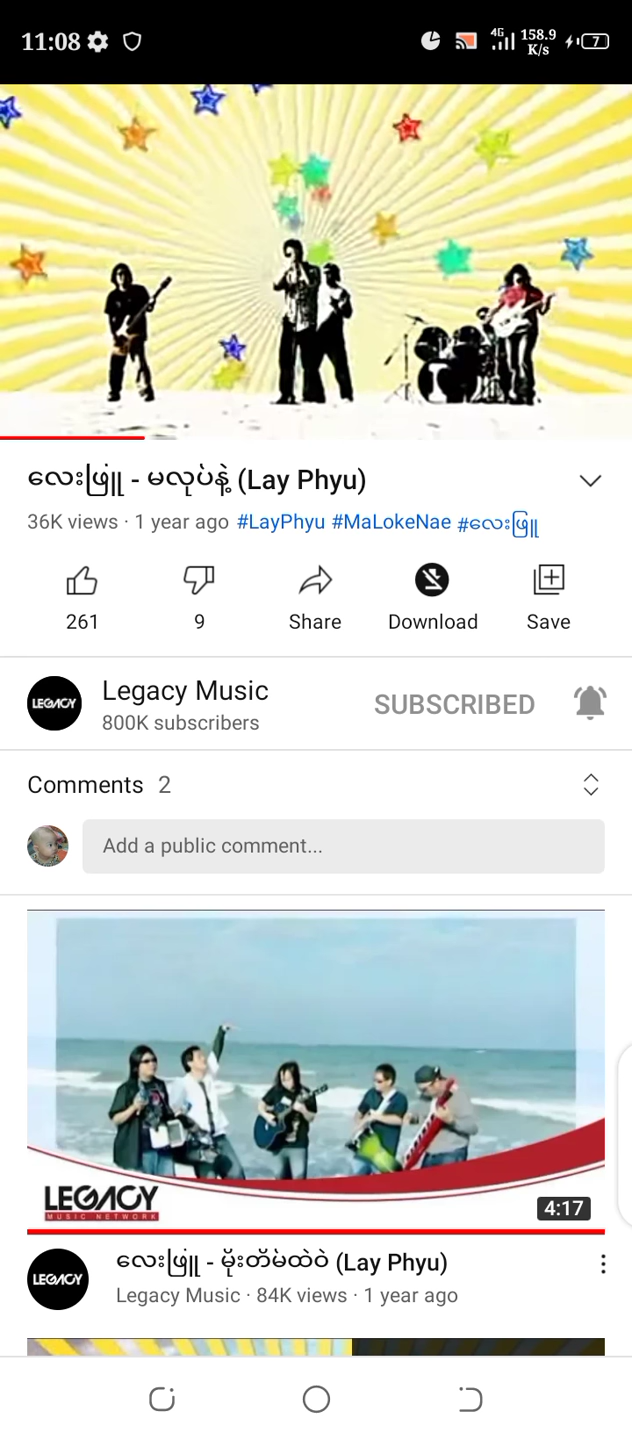 11:08
4G
158.9
K/s
7
လေးဖြူ - မလုပ်နဲ့ (Lay Phyu)
36K views · 1 year ago #LayPhyu #MaLokeNae #လေးဖြူ
261
9
Share
Download
Save
LEGACY
Legacy Music
800K subscribers
SUBSCRIBED
Comments 2
Add a public comment...
LEGACY
MUSIC NETWORK
4:17
LEGACY
လေးဖြူ - မိုးတိမ်ထဲဝဲ (Lay Phyu)
Legacy Music · 84K views · 1 year ago